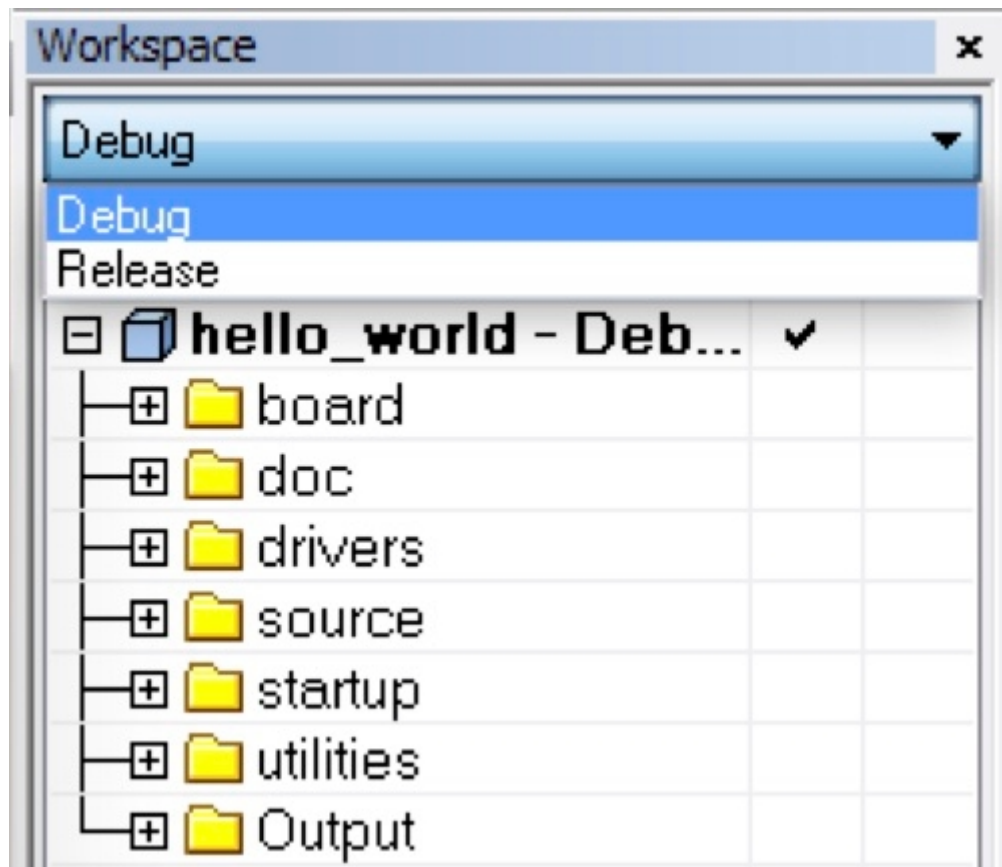 Workspace
Debug
Debug
Release
hello_world - Deb...
board
doc
drivers
source
startup
utilities
Output